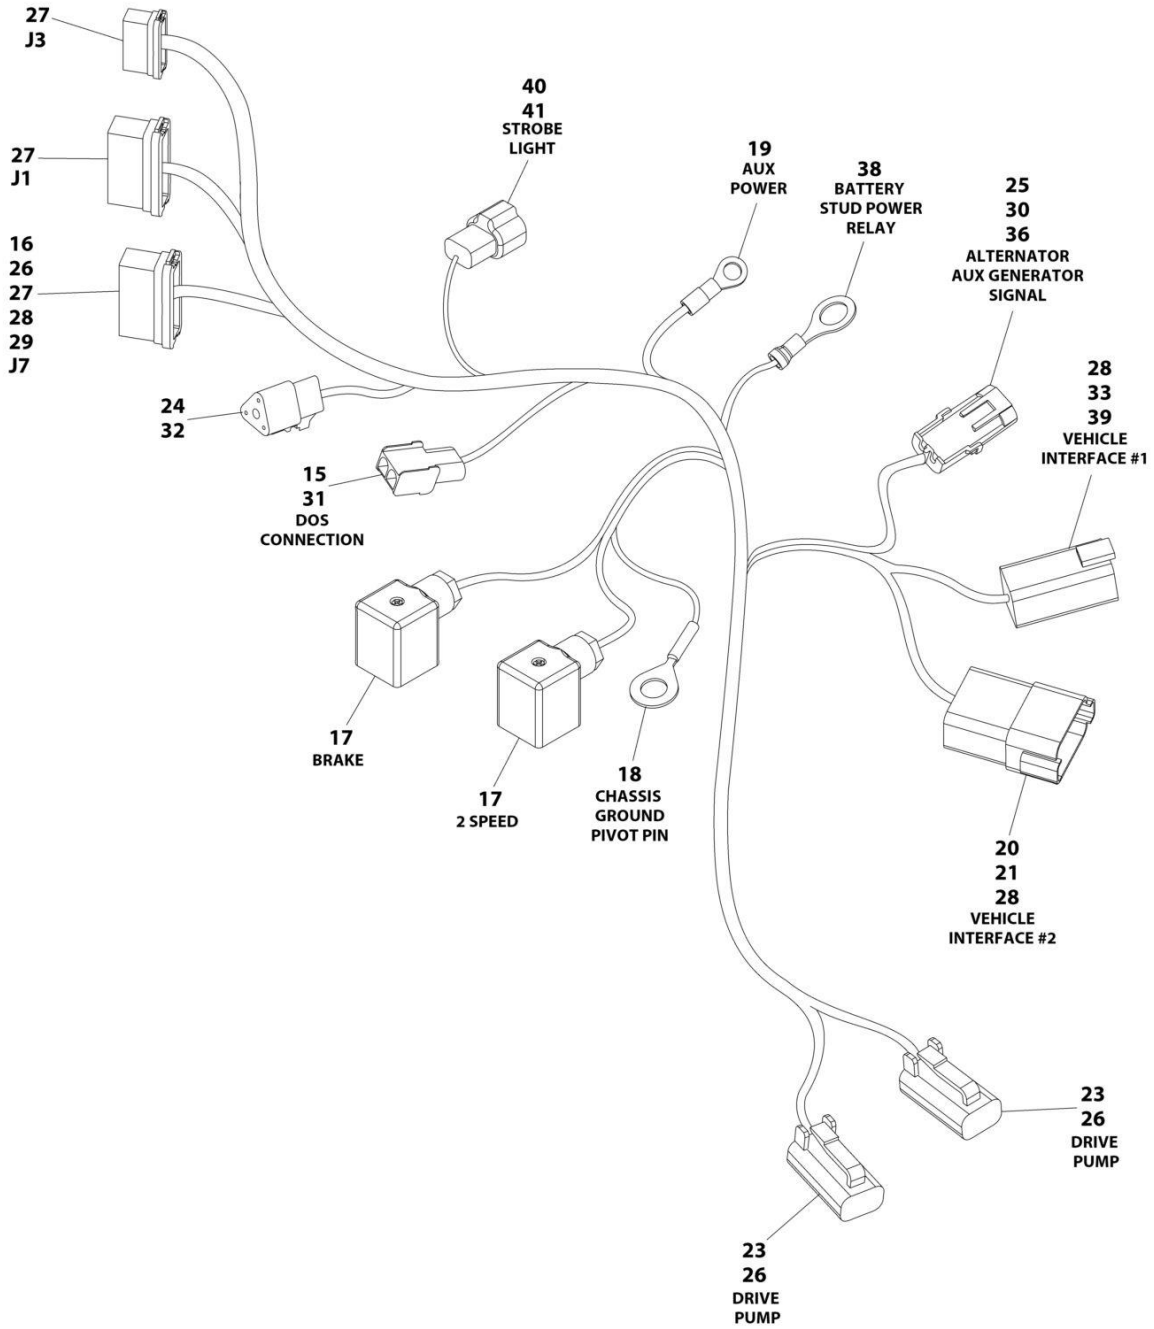 27
J3
27
J1
16
26
27
28
29
J7
40
41
STROBE
LIGHT
19
AUX
POWER
38
BATTERY
STUD POWER
RELAY
25
30
36
ALTERNATOR
AUX GENERATOR
SIGNAL
28
33
39
VEHICLE
INTERFACE #1
24
32
15
31
DOS
CONNECTION
17
BRAKE
17
2 SPEED
18
CHASSIS
GROUND
PIVOT PIN
20
21
28
VEHICLE
INTERFACE #2
23
26
DRIVE
PUMP
23
26
DRIVE
PUMP